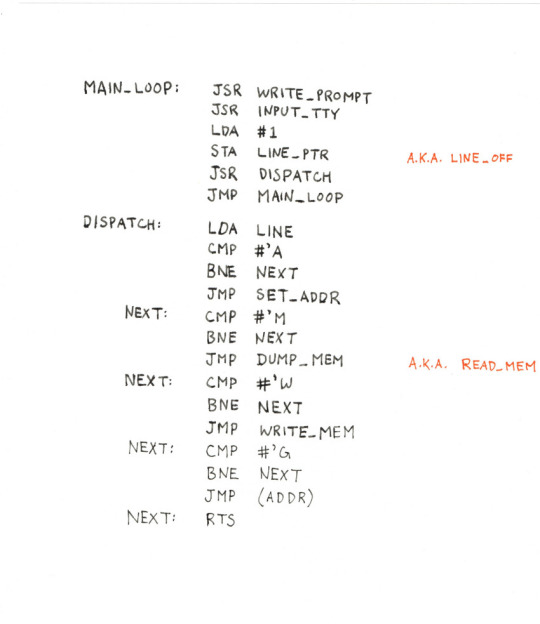 MAIN_LOOP: JSR WRITE_PROMPT
JSR INPUT_TTY
LDA #1
STA LINE_PTR A.K.A. LINE_OFF
JSR DISPATCH
JMP MAIN_LOOP
DISPATCH: LDA LINE
CMP #'A
BNE NEXT
JMP SET_ADDR
NEXT: CMP #'M
BNE NEXT
JMP DUMP_MEM A.K.A. READ_MEM
NEXT: CMP #'W
BNE NEXT
JMP WRITE_MEM
NEXT: CMP #'G
BNE NEXT
JMP (ADDR)
NEXT: RTS